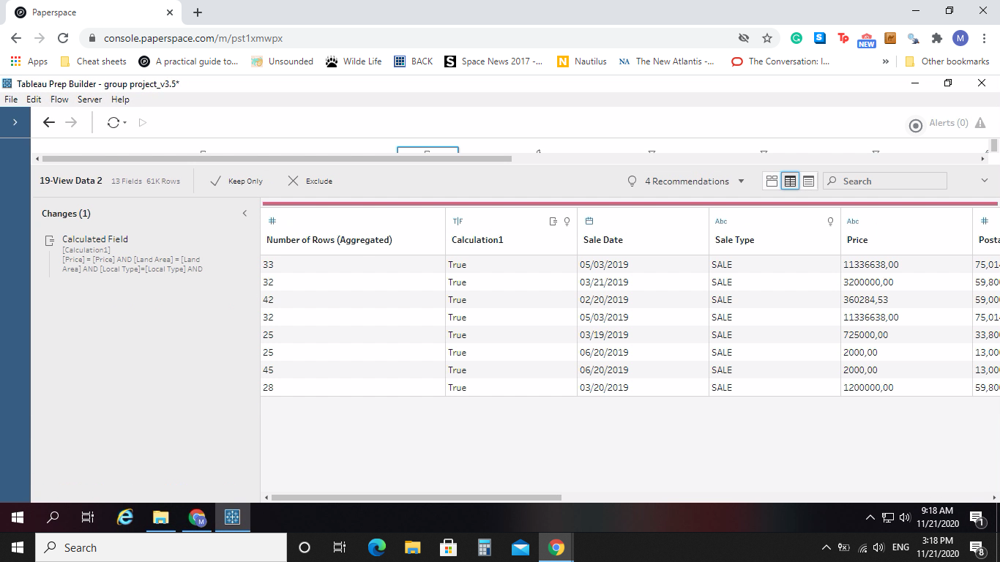 Paperspace
console.paperspace.com/m/pst1xmwpx
Apps Cheat sheets A practical guide to... Unsounded Wilde Life BACK Space News 2017 -... Nautilus NA The New Atlantis -... The Conversation: I... » Other bookmarks
NEW
Tableau Prep Builder - group project_v3.5*
File Edit Flow Server Help
Alerts (0)
19-View Data 2 13 Fields 61K Rows Keep Only Exclude 4 Recommendations Search
Changes (1)
Calculated Field
[Calculation1]
[Price] = [Price] AND [Land Area] = [Land
Area] AND [Local Type]=[Local Type] AND
# T|F Abc Abc #
Number of Rows (Aggregated) Calculation1 Sale Date Sale Type Price Posta
33 True 05/03/2019 SALE 11336638,00 75,014
32 True 03/21/2019 SALE 3200000,00 59,80
42 True 02/20/2019 SALE 360284,53 59,00
32 True 05/03/2019 SALE 11336638,00 75,014
25 True 03/19/2019 SALE 725000,00 33,80
25 True 06/20/2019 SALE 2000,00 13,00
45 True 06/20/2019 SALE 2000,00 13,00
28 True 03/20/2019 SALE 1200000,00 59,80
9:18 AM
11/21/2020
1
Search
ENG
3:18 PM
11/21/2020
8